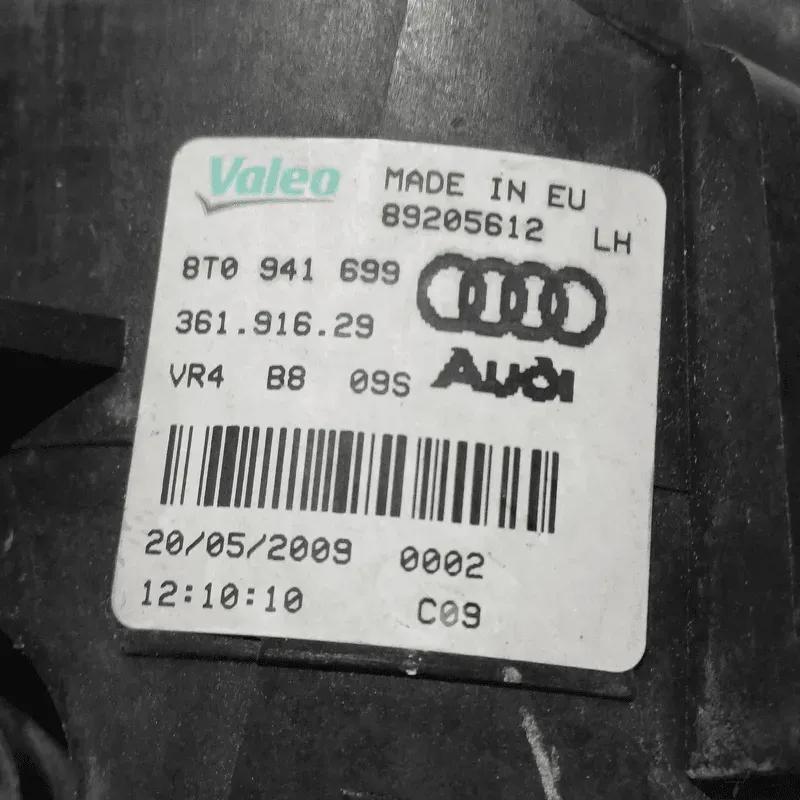 Valeo MADE IN EU
89205612 LH
8T0 941 699
361.916.29
VR4 B8 09S Audi
20/05/2009 0002
12:10:10 C09